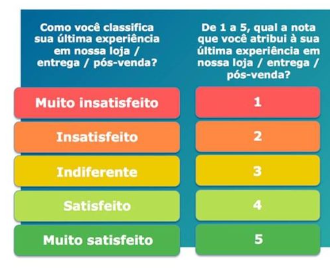 Como você classifica
sua última experiência
em nossa loja /
entrega / pós-venda?
De 1 a 5, qual a nota
que você atribui à sua
última experiência em
nossa loja / entrega /
pós-venda?
Muito insatisfeito
1
Insatisfeito
2
Indiferente
3
Satisfeito
4
Muito satisfeito
5